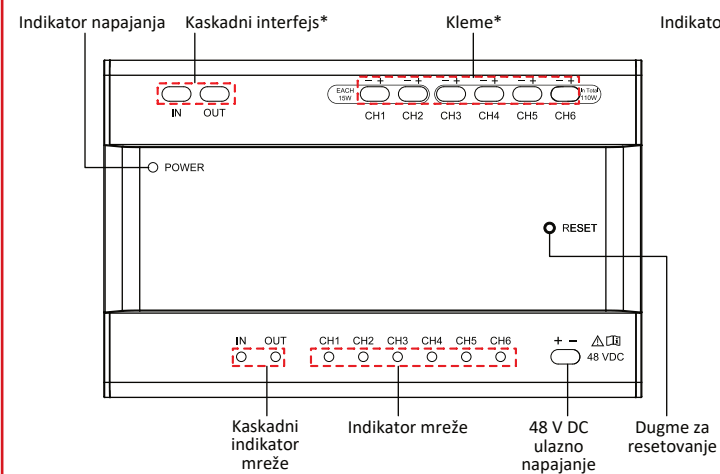 Indikator napajanja Kaskadni interfejs* Kleme* Indikato
EACH
15W
- + - + - + - + - + - +
In Total
110W
IN OUT CH1 CH2 CH3 CH4 CH5 CH6
POWER
RESET
IN OUT CH1 CH2 CH3 CH4 CH5 CH6 + -
48 VDC
Kaskadni
indikator
mreže
Indikator mreže
48 V DC
ulazno
napajanje
Dugme za
resetovanje